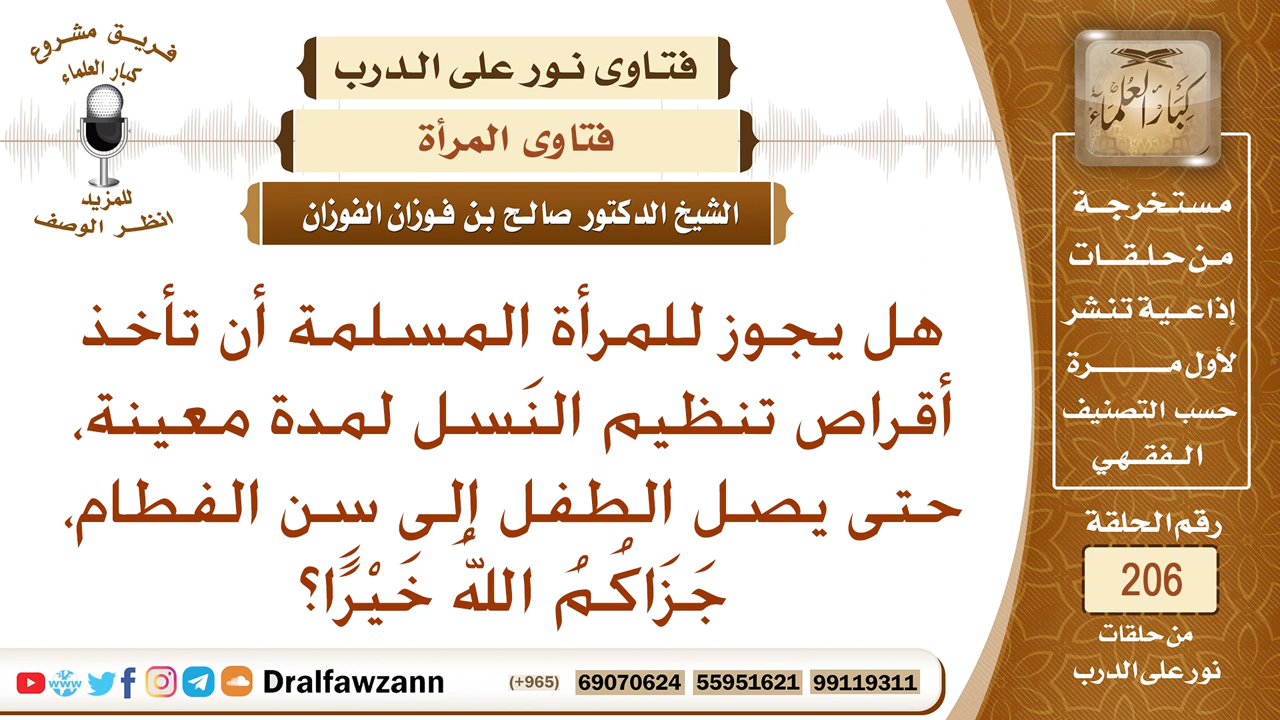 فريق مشروع
كبار العلماء
للمزيد
انظر الوصف
فتاوى نور على الدرب
فتاوى المرأة
الشيخ الدكتور صالح بن فوزان الفوزان
هل يجوز للمرأة المسلمة أن تأخذ
أقراص تنظيم النَسل لمدة معينة،
حتى يصل الطفل إلى سن الفطام،
جَزَاكُمُ اللهُ خَيْرًا؟
كبار العلماء
مستخرجة
من حلقات
إذاعية تنشر
لأول مرة
حسب التصنيف
الفقهي
رقم الحلقة
206
من حلقات
نور على الدرب
www Dralfawzann (+965) 69070624 55951621 99119311